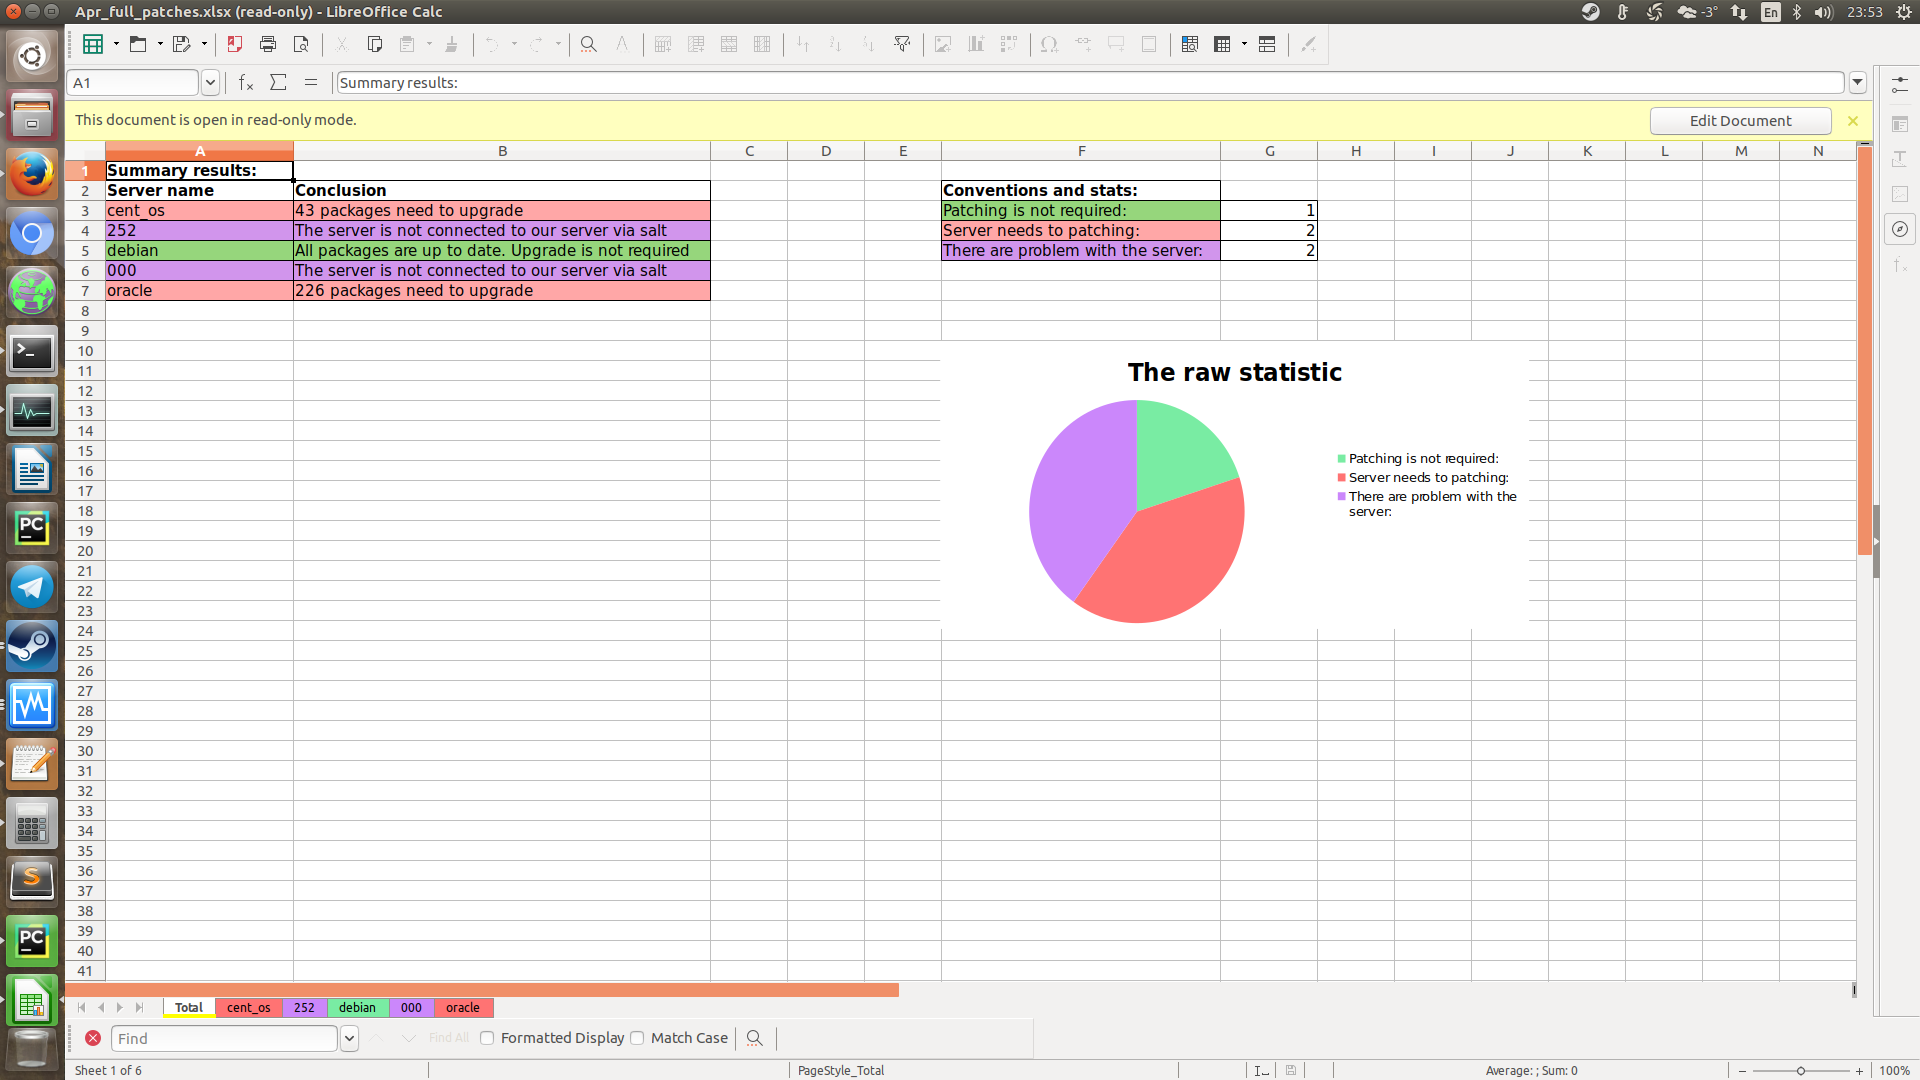 Apr_full_patches.xlsx (read-only) - LibreOffice Calc
-3° En 23:53
A1
Summary results:
This document is open in read-only mode.
Edit Document
A B C D E F G H I J K L M N
1 Summary results:
2 Server name Conclusion Conventions and stats:
3 cent_os 43 packages need to upgrade Patching is not required: 1
4 252 The server is not connected to our server via salt Server needs to patching: 2
5 debian All packages are up to date. Upgrade is not required There are problem with the server: 2
6 000 The server is not connected to our server via salt
7 oracle 226 packages need to upgrade
8
9
10
11
12
13
14
15
16
17
18
19
20
21
22
23
24
25
26
27
28
29
30
31
32
33
34
35
36
37
38
39
40
41
The raw statistic
Patching is not required:
Server needs to patching:
There are problem with the
server:
PC
S
PC
Total cent_os 252 debian 000 oracle
Find Find All Formatted Display Match Case
Sheet 1 of 6 PageStyle_Total Average: ; Sum: 0 100%